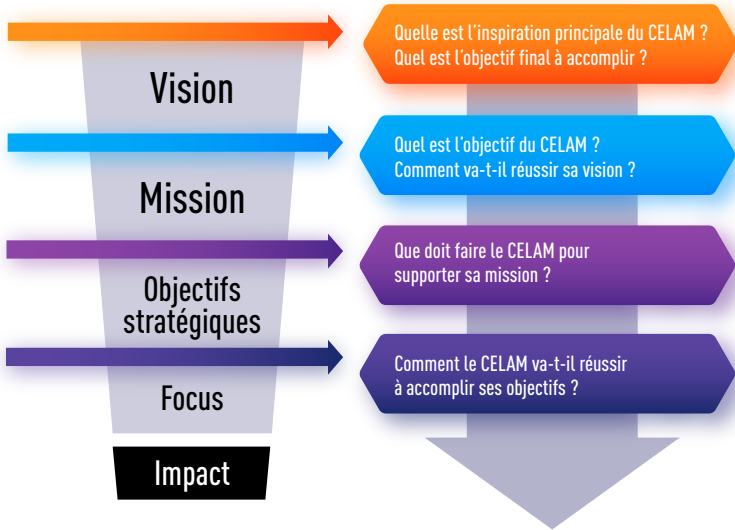 Quelle est l'inspiration principale du CELAM ?
Quel est l'objectif final à accomplir ?
Vision
Quel est l'objectif du CELAM ?
Comment va-t-il réussir sa vision ?
Mission
Que doit faire le CELAM pour
supporter sa mission ?
Objectifs
stratégiques
Comment le CELAM va-t-il réussir
à accomplir ses objectifs ?
Focus
Impact